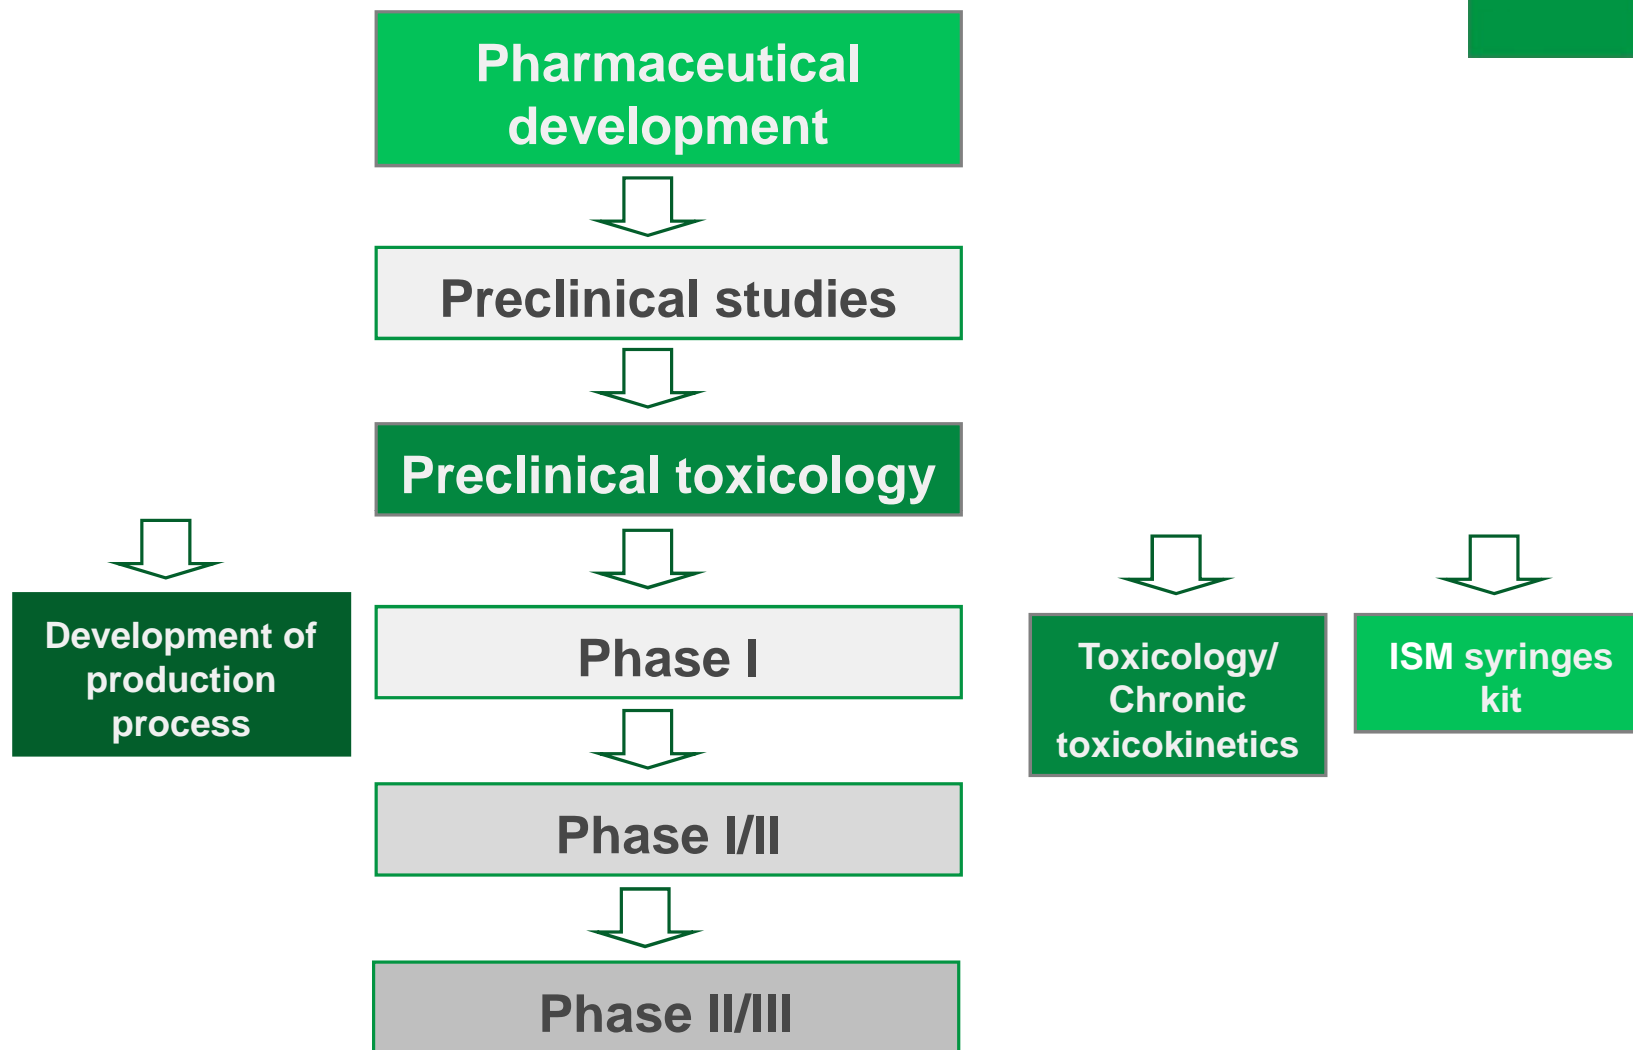 Pharmaceutical
development
Preclinical studies
Preclinical toxicology
Development of
production
process
Phase I
Toxicology/
Chronic
toxicokinetics
ISM syringes
kit
Phase I/II
Phase II/III